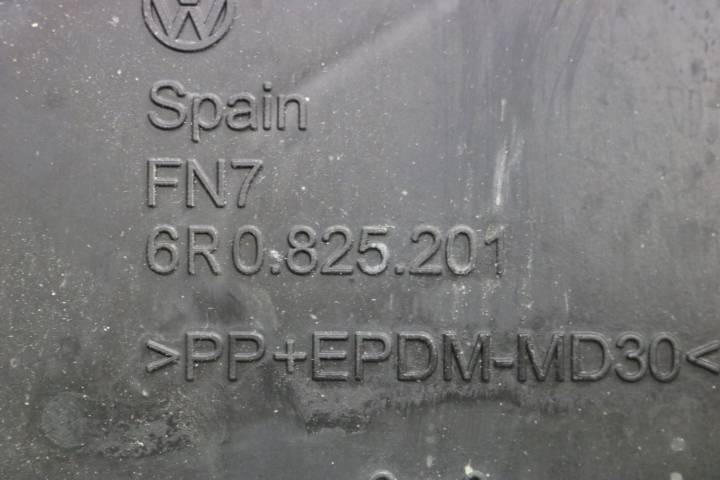 Spain
FN7
6R0.825.201
>PP+EPDM-MD30<